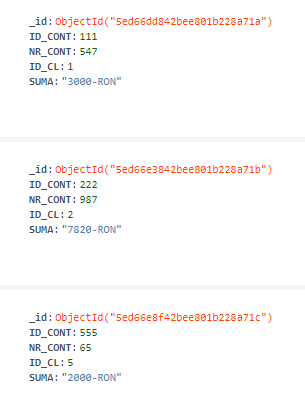 _id: ObjectId("5ed66dd842bee801b228a71a")
ID_CONT: 111
NR_CONT: 547
ID_CL: 1
SUMA: "3000-RON"
_id: ObjectId("5ed66e3842bee801b228a71b")
ID_CONT: 222
NR_CONT: 987
ID_CL: 2
SUMA: "7820-RON"
_id: ObjectId("5ed66e8f42bee801b228a71c")
ID_CONT: 555
NR_CONT: 65
ID_CL: 5
SUMA: "2000-RON"